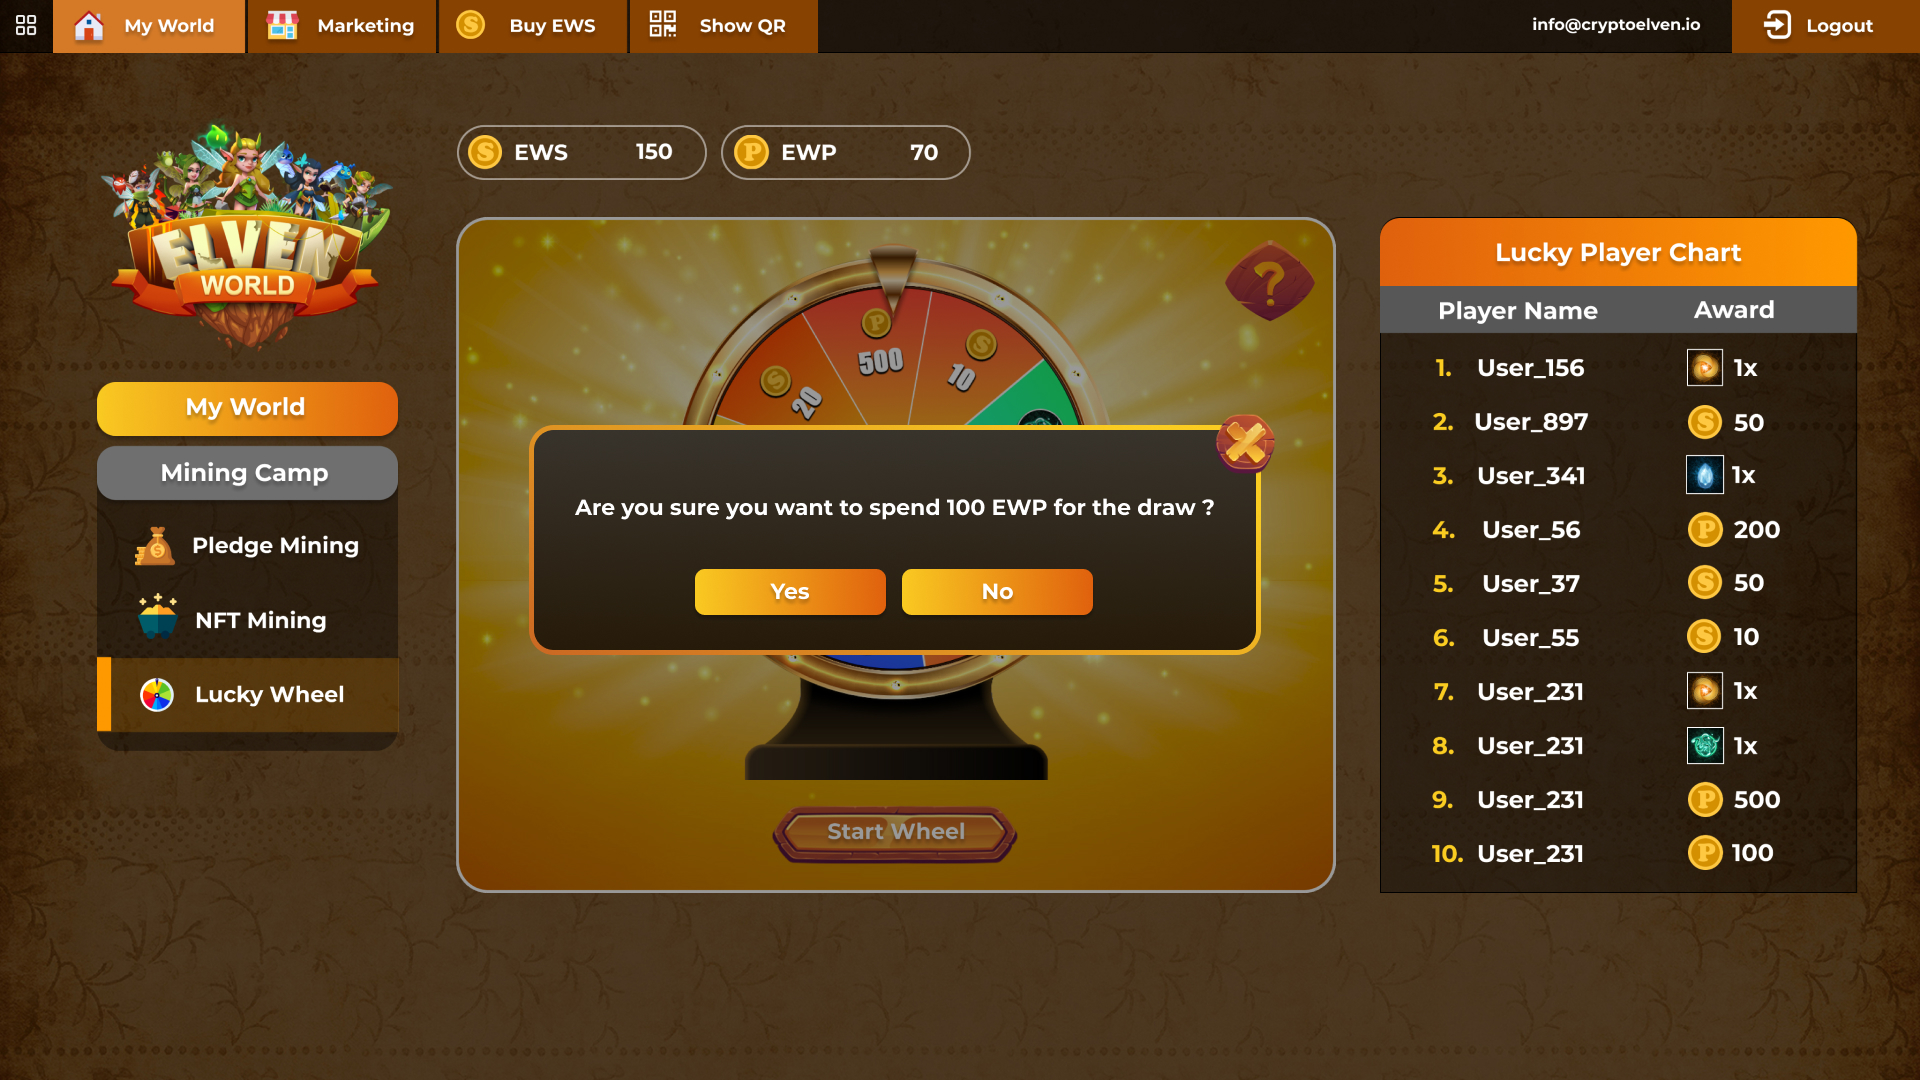 My World
Marketing
S
Buy EWS
Show QR
info@cryptoelven.io
Logout
ELVEN
WORLD
S EWS 150
P EWP 70
My World
Mining Camp
Pledge Mining
NFT Mining
Lucky Wheel
?
P
500
S
10
S
20
Are you sure you want to spend 100 EWP for the draw ?
Yes
No
Start Wheel
Lucky Player Chart
Player Name Award
1. User_156 1x
2. User_897 S 50
3. User_341 1x
4. User_56 P 200
5. User_37 S 50
6. User_55 S 10
7. User_231 1x
8. User_231 1x
9. User_231 P 500
10. User_231 P 100